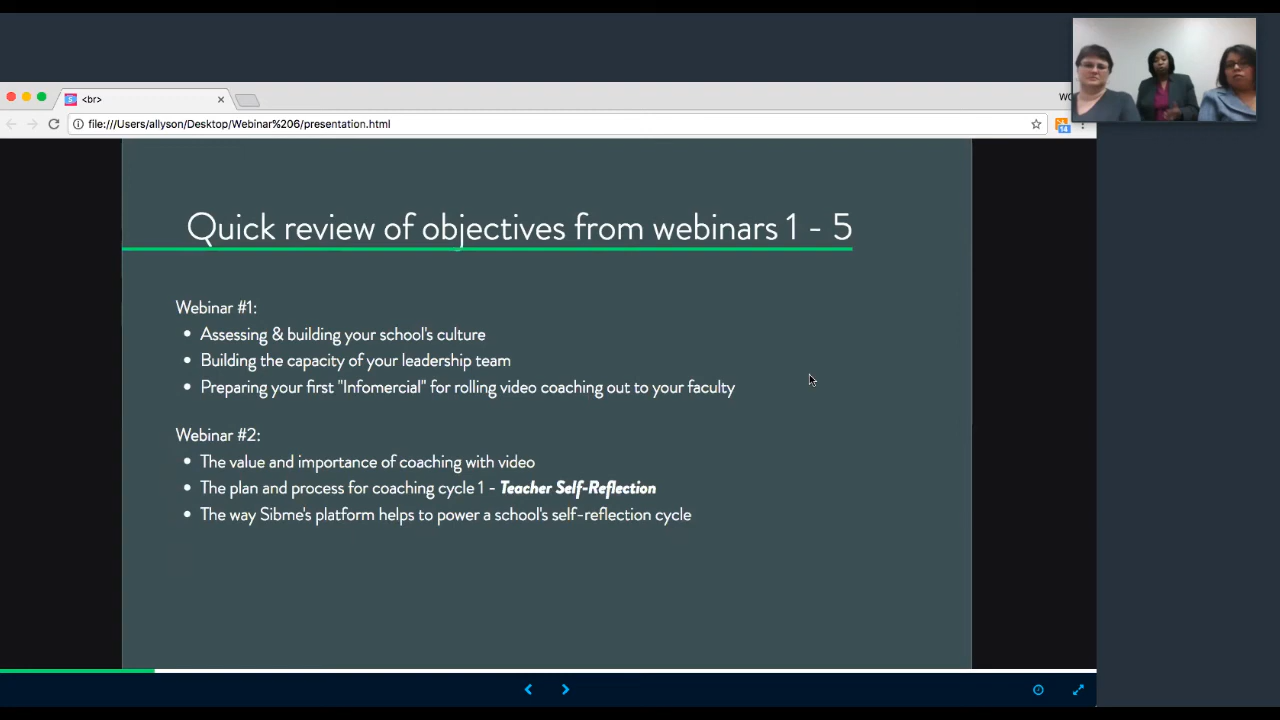 <br>
WO
file:///Users/allyson/Desktop/Webinar%206/presentation.html
14
Quick review of objectives from webinars 1 - 5
Webinar #1:
• Assessing & building your school's culture
• Building the capacity of your leadership team
• Preparing your first "Infomercial" for rolling video coaching out to your faculty
Webinar #2:
• The value and importance of coaching with video
• The plan and process for coaching cycle 1 - Teacher Self-Reflection
• The way Sibme's platform helps to power a school's self-reflection cycle